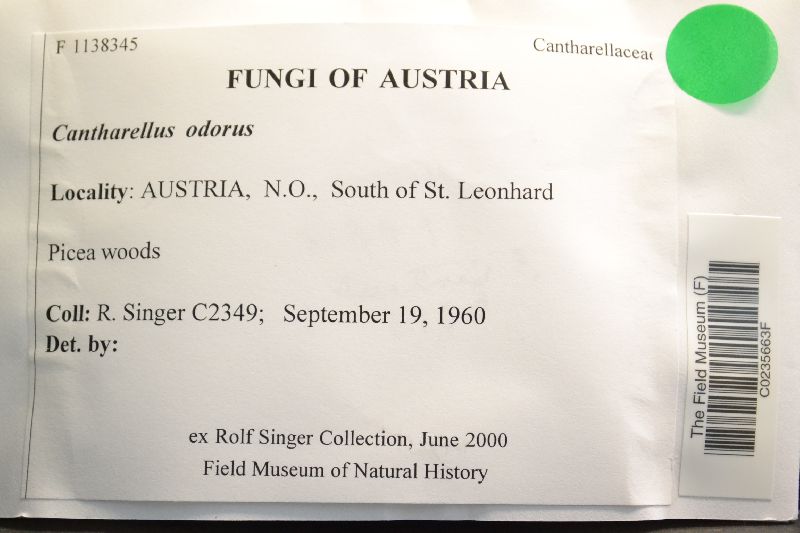 F 1138345
Cantharellaceae
FUNGI OF AUSTRIA
Cantharellus odorus
Locality: AUSTRIA, N.O., South of St. Leonhard
Picea woods
Coll: R. Singer C2349; September 19, 1960
Det. by:
ex Rolf Singer Collection, June 2000
Field Museum of Natural History
The Field Museum (F)
C0235663F